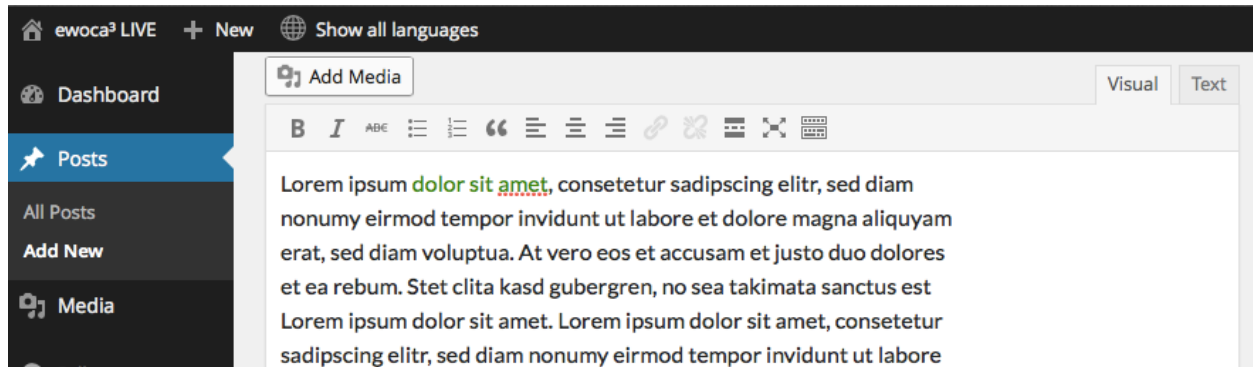 ewoca³ LIVE + New Show all languages
Dashboard
Posts
All Posts
Add New
Media
Add Media
Visual Text
B I ABC
Lorem ipsum dolor sit amet, consetetur sadipscing elitr, sed diam
nonumy eirmod tempor invidunt ut labore et dolore magna aliquyam
erat, sed diam voluptua. At vero eos et accusam et justo duo dolores
et ea rebum. Stet clita kasd gubergren, no sea takimata sanctus est
Lorem ipsum dolor sit amet. Lorem ipsum dolor sit amet, consetetur
sadipscing elitr, sed diam nonumy eirmod tempor invidunt ut labore